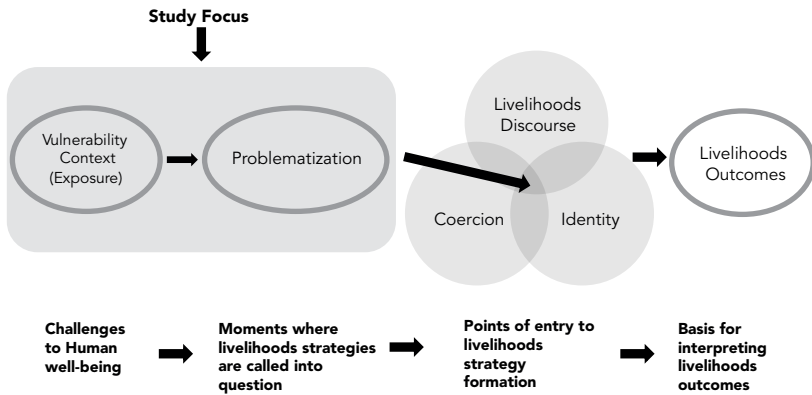 Study Focus
Vulnerability
Context
(Exposure)
Problematization
Livelihoods
Discourse
Coercion
Identity
Livelihoods
Outcomes
Challenges
to Human
well-being
Moments where
livelihoods strategies
are called into
question
Points of entry to
livelihoods
strategy
formation
Basis for
interpreting
livelihoods
outcomes